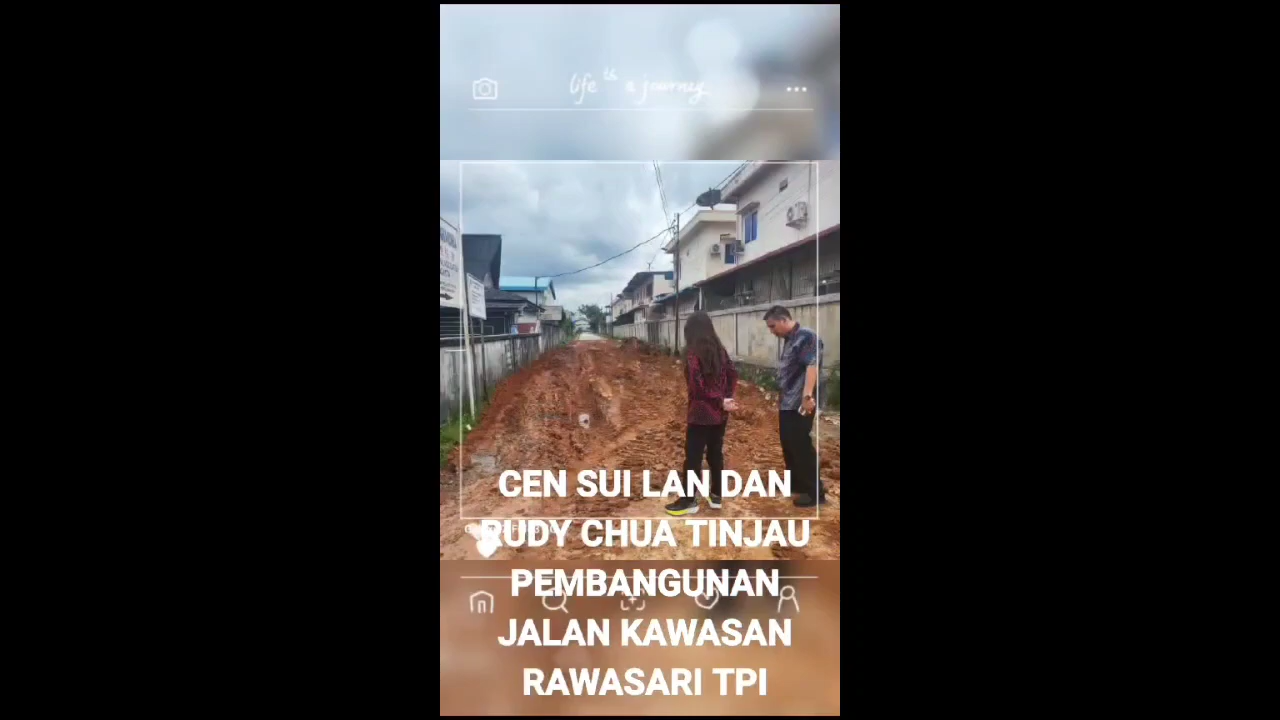 life is a journey
CEN SUI LAN DAN
RUDY CHUA TINJAU
PEMBANGUNAN
JALAN KAWASAN
RAWASARI TPI